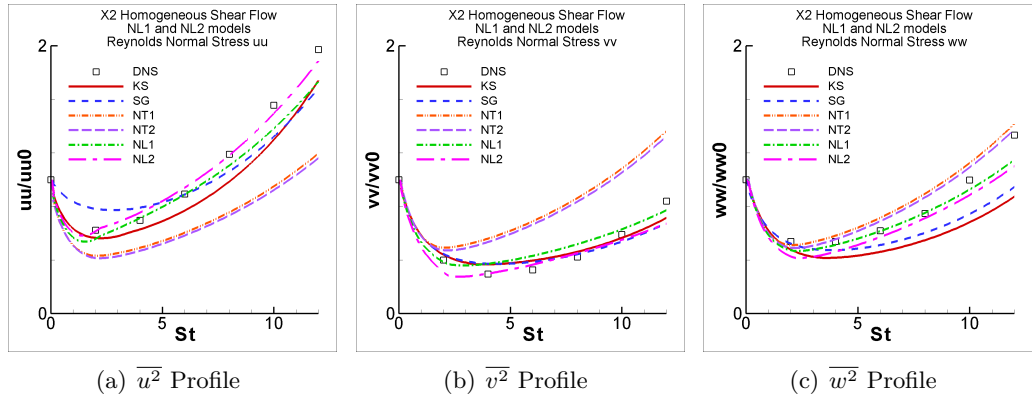 X2 Homogeneous Shear Flow
NL1 and NL2 models
Reynolds Normal Stress uu
2
DNS
KS
SG
NT1
NT2
NL1
NL2
uu/uu0
0
0
5
10
St
(a) u² Profile
X2 Homogeneous Shear Flow
NL1 and NL2 models
Reynolds Normal Stress vv
2
DNS
KS
SG
NT1
NT2
NL1
NL2
vv/vv0
0
0
5
10
St
(b) v² Profile
X2 Homogeneous Shear Flow
NL1 and NL2 models
Reynolds Normal Stress ww
2
DNS
KS
SG
NT1
NT2
NL1
NL2
ww/ww0
0
0
5
10
St
(c) w² Profile